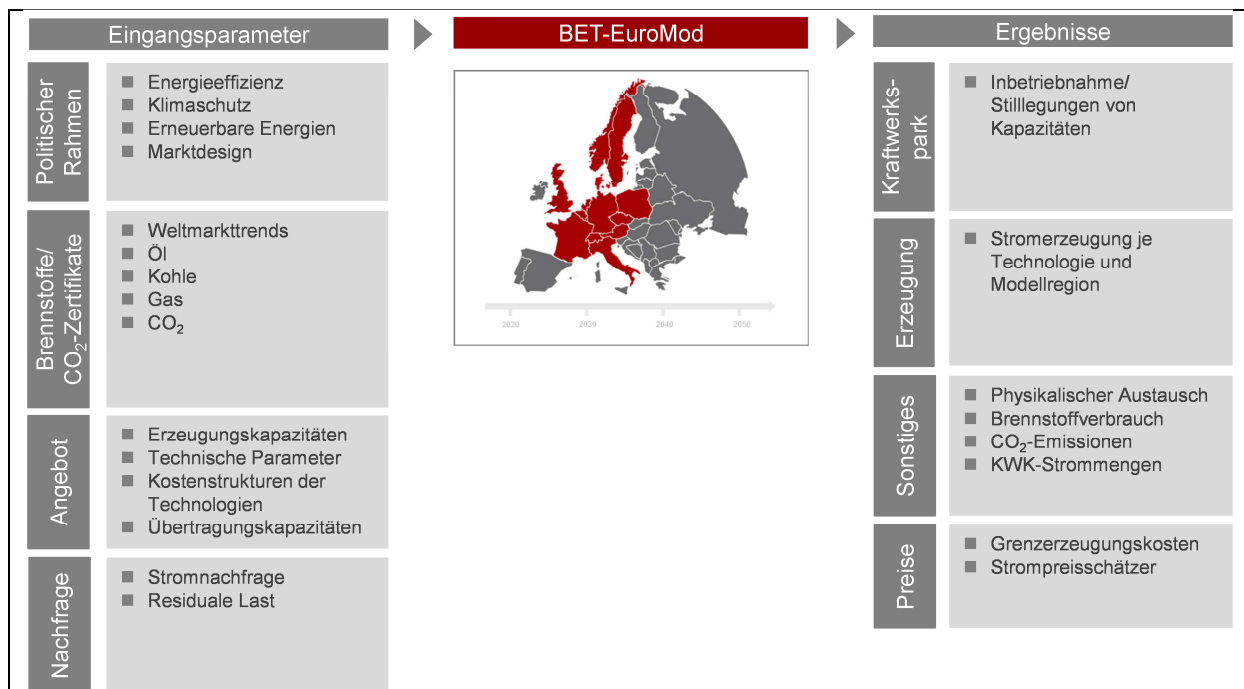 Eingangsparameter
BET-EuroMod
Ergebnisse
Politischer
Rahmen
Energieeffizienz
Klimaschutz
Erneuerbare Energien
Marktdesign
Brennstoffe/
CO₂-Zertifikate
Weltmarkttrends
Öl
Kohle
Gas
CO₂
Angebot
Erzeugungskapazitäten
Technische Parameter
Kostenstrukturen der
Technologien
Übertragungskapazitäten
Nachfrage
Stromnachfrage
Residuale Last
2020
2030
2040
2050
Kraftwerks-
park
Inbetriebnahme/
Stilllegungen von
Kapazitäten
Erzeugung
Stromerzeugung je
Technologie und
Modellregion
Sonstiges
Physikalischer Austausch
Brennstoffverbrauch
CO₂-Emissionen
KWK-Strommengen
Preise
Grenzerzeugungskosten
Strompreisschätzer